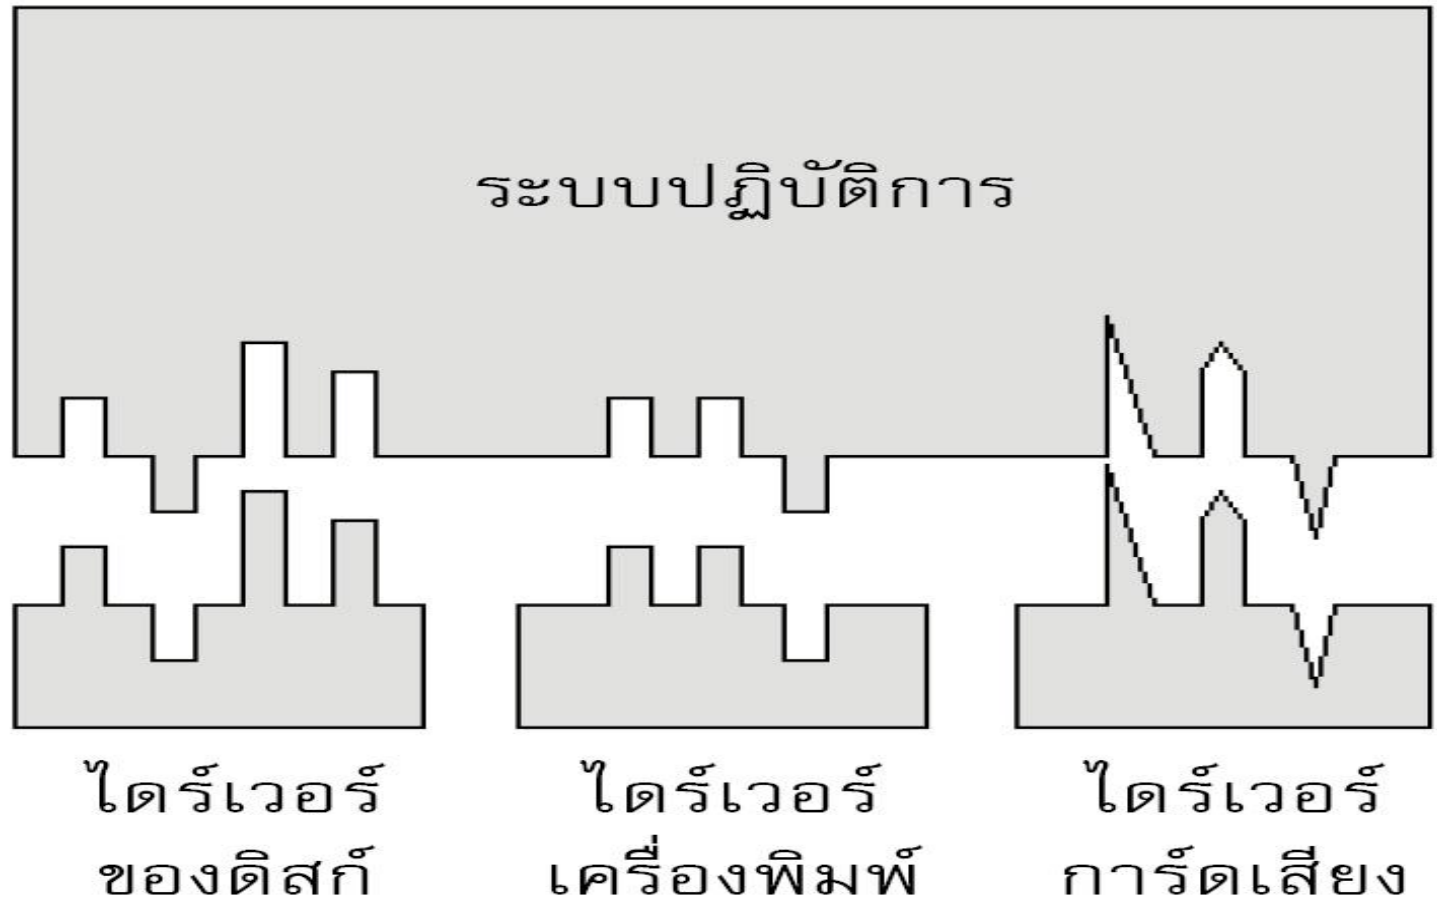 ระบบปฏิบัติการ
ไดร์เวอร์
ของดิสก์
ไดร์เวอร์
เครื่องพิมพ์
ไดร์เวอร์
การ์ดเสียง